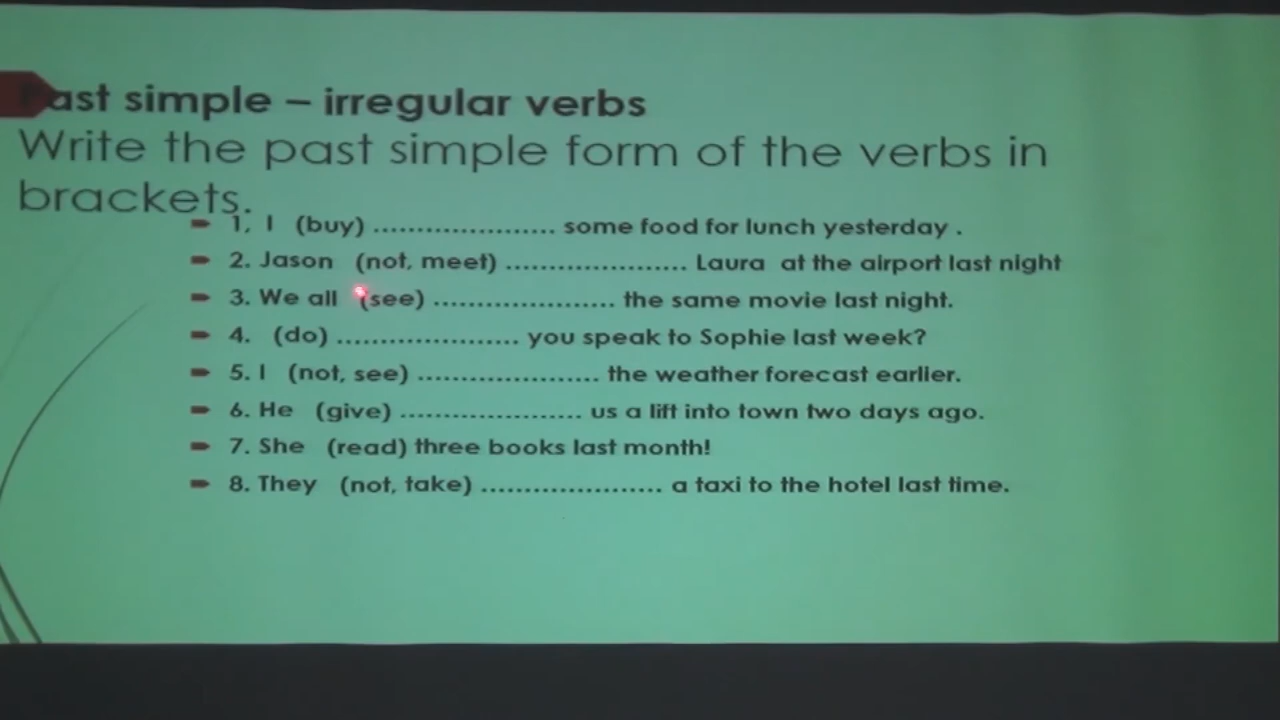 Past simple – irregular verbs
Write the past simple form of the verbs in
brackets.
1, I (buy) ..................... some food for lunch yesterday .
2. Jason (not, meet) ..................... Laura at the airport last night
3. We all (see) ..................... the same movie last night.
4. (do) ..................... you speak to Sophie last week?
5. I (not, see) ..................... the weather forecast earlier.
6. He (give) ..................... us a lift into town two days ago.
7. She (read) three books last month!
8. They (not, take) ..................... a taxi to the hotel last time.